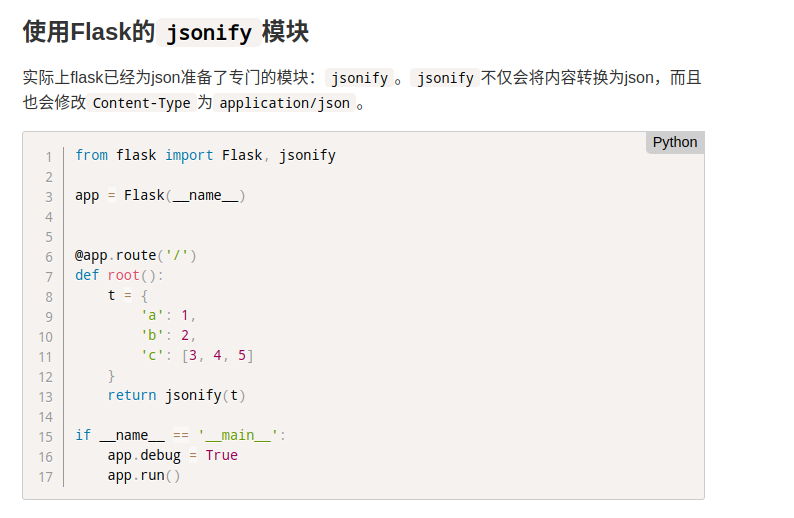 使用Flask的 jsonify 模块
实际上flask已经为json准备了专门的模块： jsonify 。 jsonify 不仅会将内容转换为json，而且
也会修改 Content-Type 为 application/json 。
Python
1 from flask import Flask, jsonify
2
3 app = Flask(__name__)
4
5
6 @app.route('/')
7 def root():
8     t = {
9         'a': 1,
10         'b': 2,
11         'c': [3, 4, 5]
12     }
13     return jsonify(t)
14
15 if __name__ == '__main__':
16     app.debug = True
17     app.run()